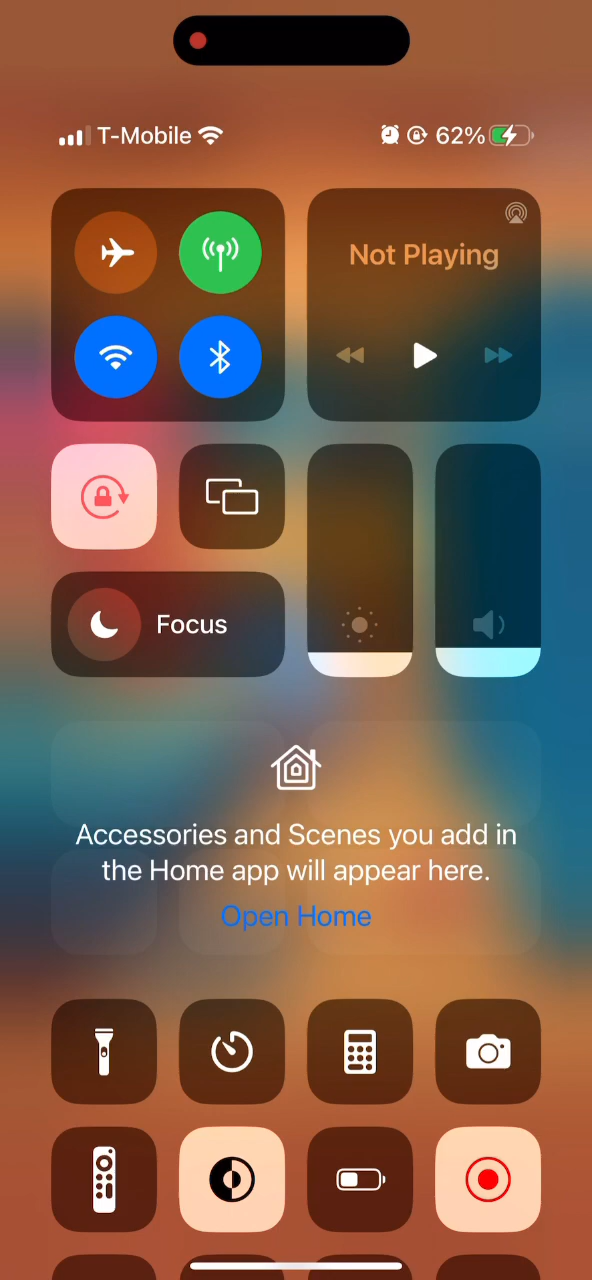 T-Mobile 62%
Not Playing
Focus
Accessories and Scenes you add in
the Home app will appear here.
Open Home